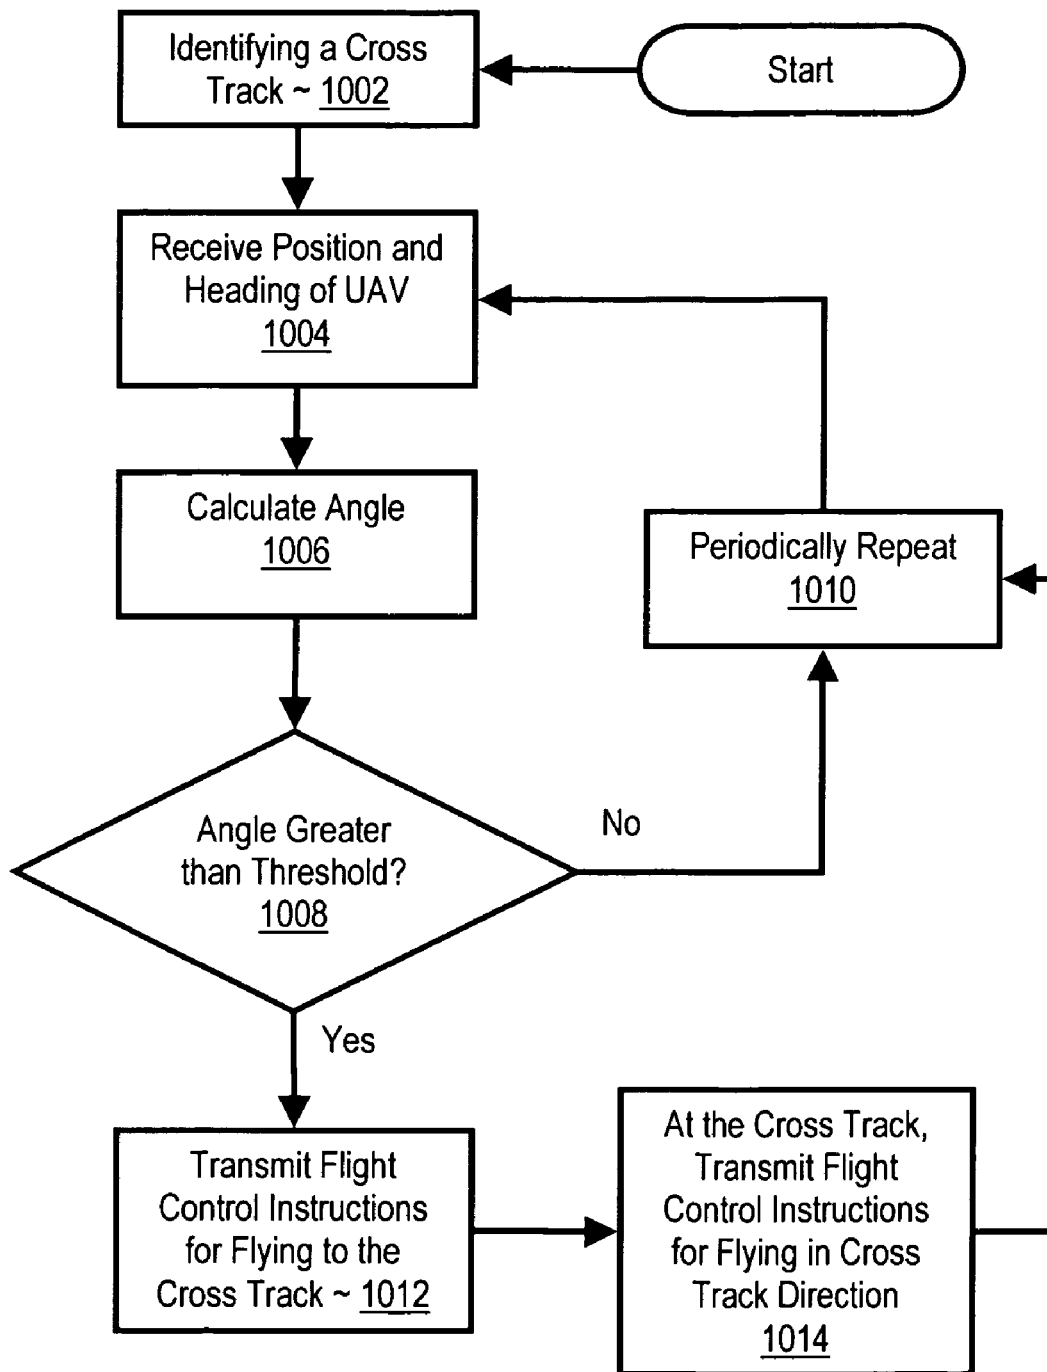 Start
Identifying a Cross
Track ~ 1002
Receive Position and
Heading of UAV
1004
Calculate Angle
1006
Periodically Repeat
1010
Angle Greater
than Threshold?
1008
No
Yes
Transmit Flight
Control Instructions
for Flying to the
Cross Track ~ 1012
At the Cross Track,
Transmit Flight
Control Instructions
for Flying in Cross
Track Direction
1014